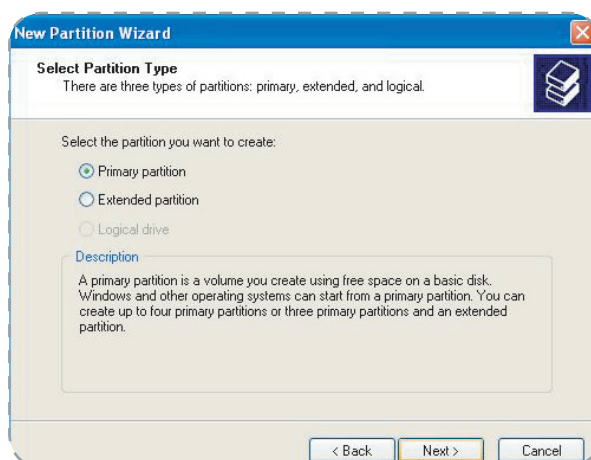 New Partition Wizard
Select Partition Type
There are three types of partitions: primary, extended, and logical.
Select the partition you want to create:
Primary partition
Extended partition
Logical drive
Description
A primary partition is a volume you create using free space on a basic disk.
Windows and other operating systems can start from a primary partition. You can
create up to four primary partitions or three primary partitions and an extended
partition.
< Back
Next >
Cancel